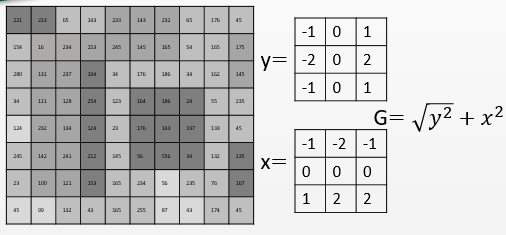 221 213 65 143 233 143 232 65 176 45
154 16 234 153 245 145 165 54 165 175
280 131 237 194 34 176 186 34 162 145
34 111 128 254 123 164 186 24 55 235
124 232 134 124 23 176 143 197 133 45
245 142 241 212 145 56 556 34 132 135
23 100 121 153 165 234 56 235 76 167
45 99 132 43 165 255 87 43 174 45
y=
-1 0 1
-2 0 2
-1 0 1
G= √y² + x²
x=
-1 -2 -1
0 0 0
1 2 2